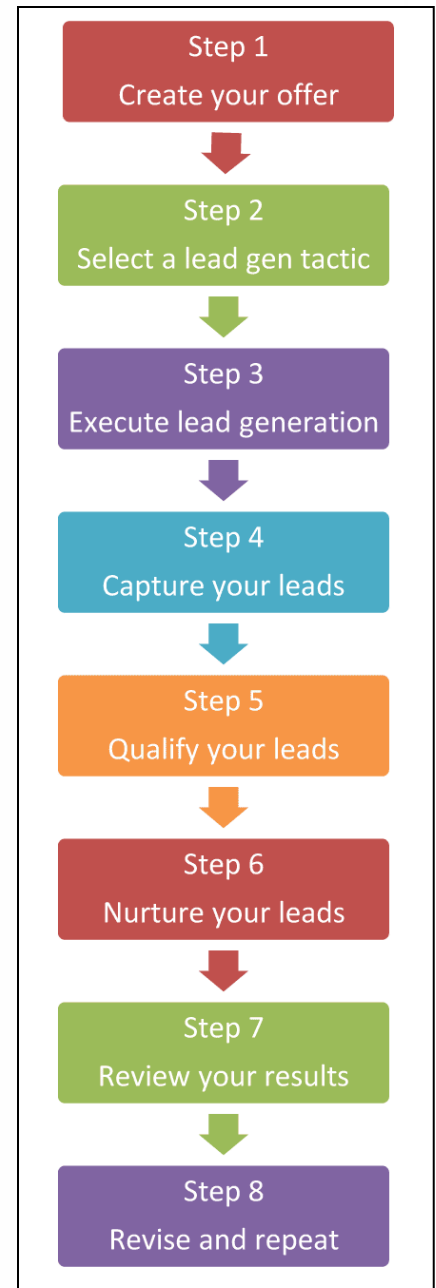 Step 1
Create your offer
Step 2
Select a lead gen tactic
Step 3
Execute lead generation
Step 4
Capture your leads
Step 5
Qualify your leads
Step 6
Nurture your leads
Step 7
Review your results
Step 8
Revise and repeat